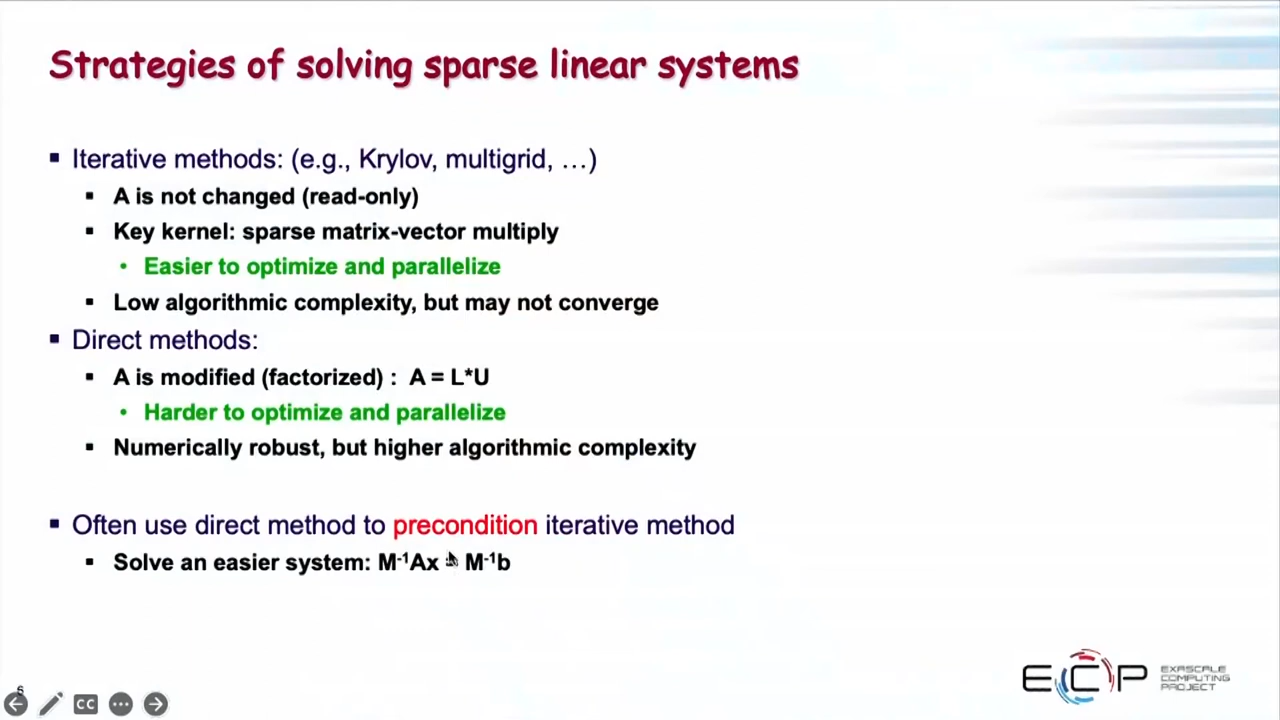 Strategies of solving sparse linear systems
▪ Iterative methods: (e.g., Krylov, multigrid, …)
▪ A is not changed (read-only)
▪ Key kernel: sparse matrix-vector multiply
• Easier to optimize and parallelize
▪ Low algorithmic complexity, but may not converge
▪ Direct methods:
▪ A is modified (factorized) : A = L*U
• Harder to optimize and parallelize
▪ Numerically robust, but higher algorithmic complexity
▪ Often use direct method to precondition iterative method
▪ Solve an easier system: M⁻¹Ax = M⁻¹b
ECP
EXASCALE
COMPUTING
PROJECT
6
CC